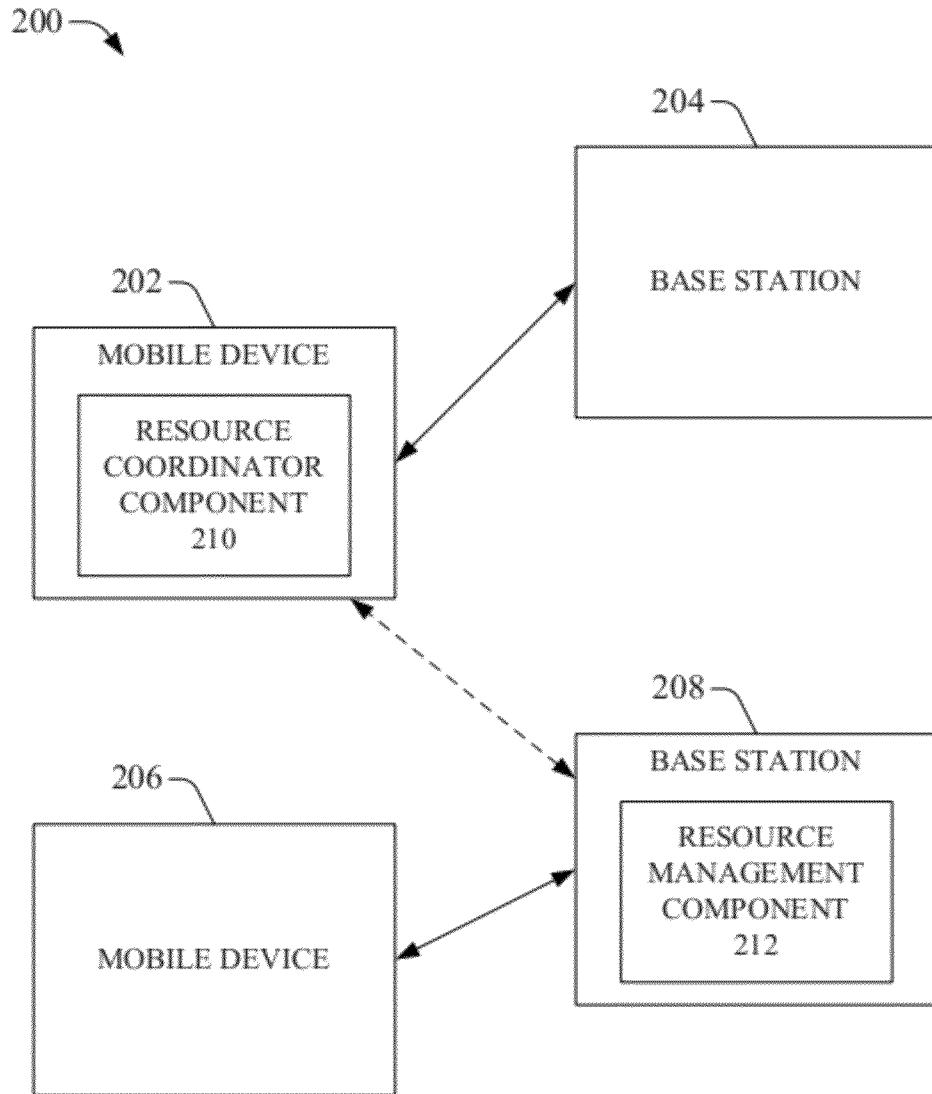 200
204
BASE STATION
202
MOBILE DEVICE
RESOURCE
COORDINATOR
COMPONENT
210
208
BASE STATION
RESOURCE
MANAGEMENT
COMPONENT
212
206
MOBILE DEVICE